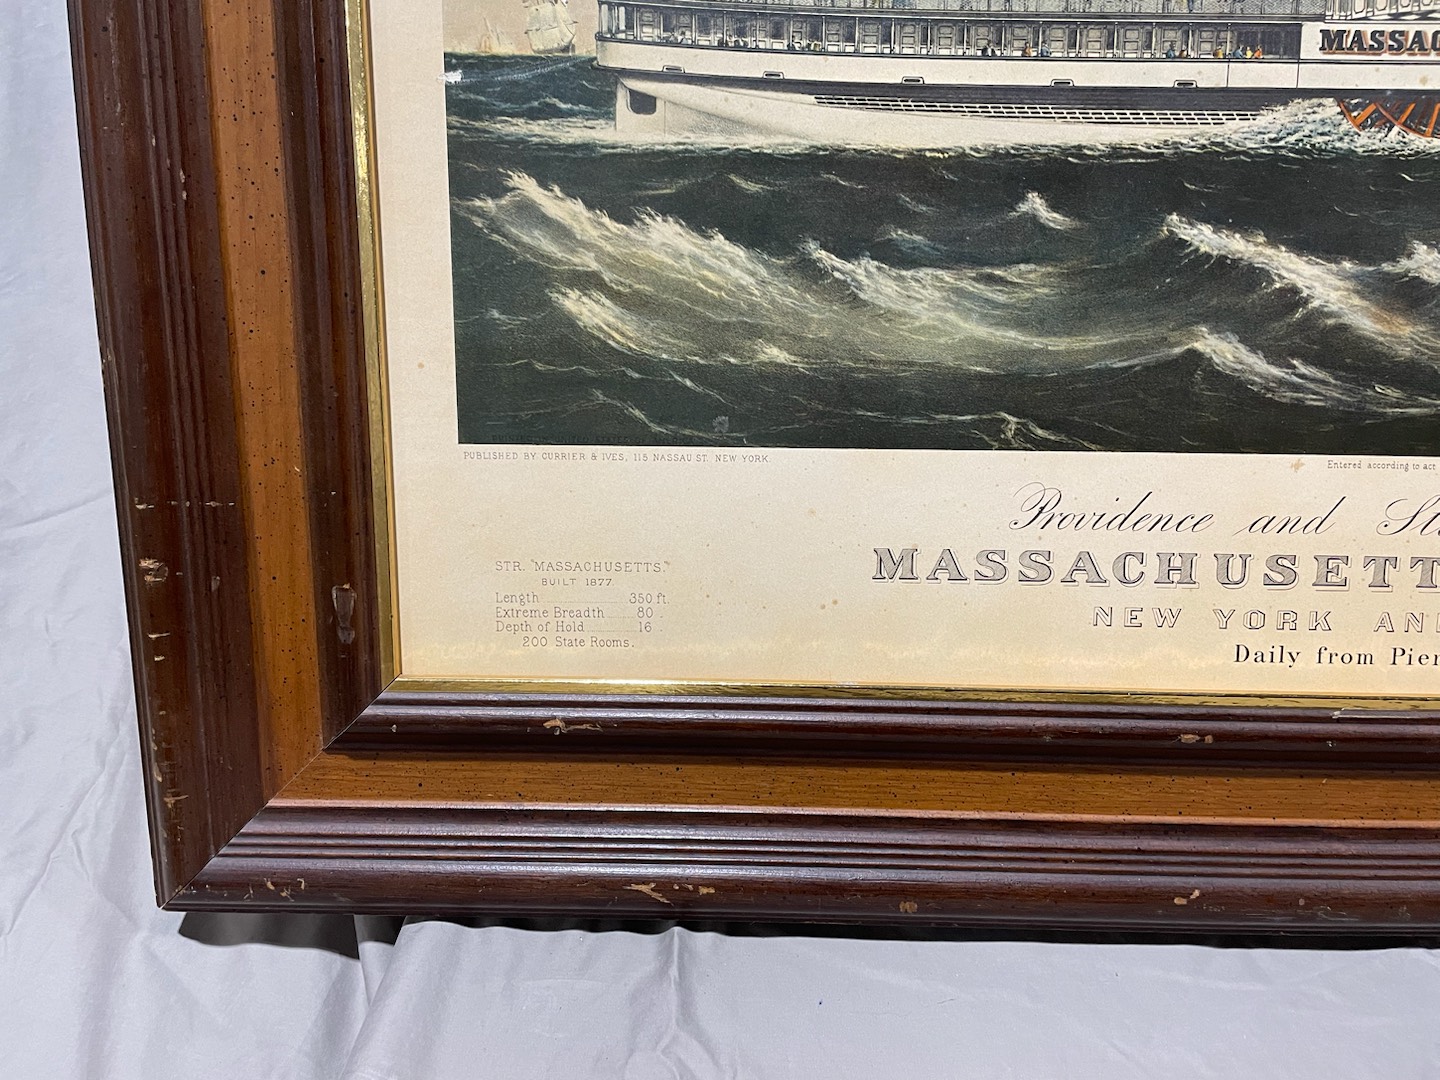 MASSAC
PUBLISHED BY CURRIER & IVES, 115 NASSAU ST. NEW YORK.
Entered according to act
Providence and St
MASSACHUSETT
STR. "MASSACHUSETTS."
BUILT 1877.
NEW YORK AN
Length 350 ft.
Extreme Breadth 80 "
Depth of Hold 16 "
200 State Rooms.
Daily from Pier